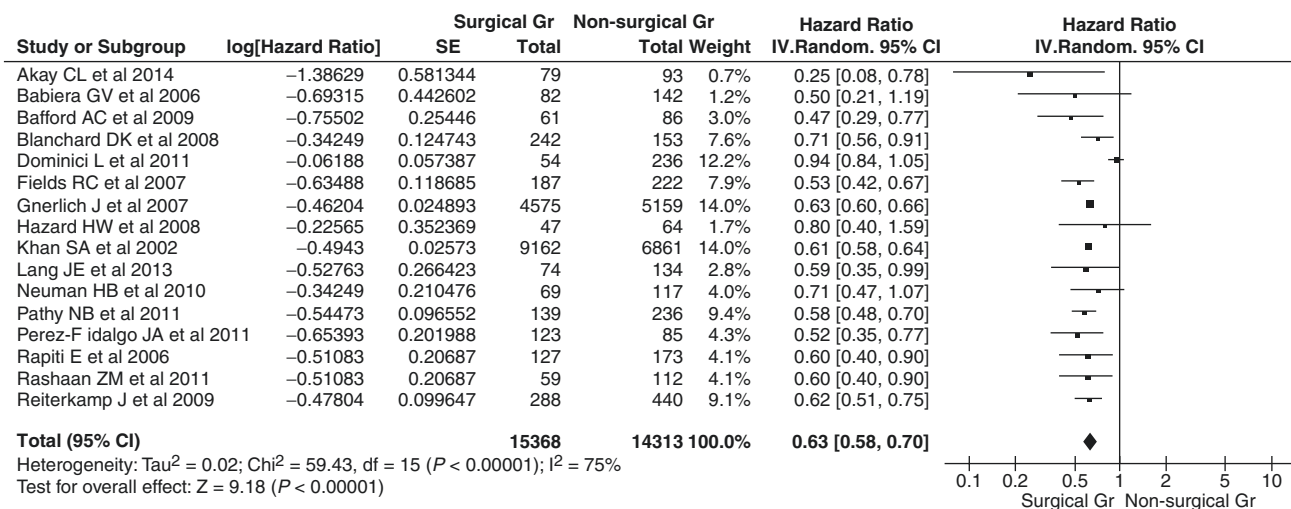 Surgical Gr Non-surgical Gr Hazard Ratio Hazard Ratio
Study or Subgroup log[Hazard Ratio] SE Total Total Weight IV.Random. 95% CI IV.Random. 95% CI
Akay CL et al 2014 −1.38629 0.581344 79 93 0.7% 0.25 [0.08, 0.78]
Babiera GV et al 2006 −0.69315 0.442602 82 142 1.2% 0.50 [0.21, 1.19]
Bafford AC et al 2009 −0.75502 0.25446 61 86 3.0% 0.47 [0.29, 0.77]
Blanchard DK et al 2008 −0.34249 0.124743 242 153 7.6% 0.71 [0.56, 0.91]
Dominici L et al 2011 −0.06188 0.057387 54 236 12.2% 0.94 [0.84, 1.05]
Fields RC et al 2007 −0.63488 0.118685 187 222 7.9% 0.53 [0.42, 0.67]
Gnerlich J et al 2007 −0.46204 0.024893 4575 5159 14.0% 0.63 [0.60, 0.66]
Hazard HW et al 2008 −0.22565 0.352369 47 64 1.7% 0.80 [0.40, 1.59]
Khan SA et al 2002 −0.4943 0.02573 9162 6861 14.0% 0.61 [0.58, 0.64]
Lang JE et al 2013 −0.52763 0.266423 74 134 2.8% 0.59 [0.35, 0.99]
Neuman HB et al 2010 −0.34249 0.210476 69 117 4.0% 0.71 [0.47, 1.07]
Pathy NB et al 2011 −0.54473 0.096552 139 236 9.4% 0.58 [0.48, 0.70]
Perez-F idalgo JA et al 2011 −0.65393 0.201988 123 85 4.3% 0.52 [0.35, 0.77]
Rapiti E et al 2006 −0.51083 0.20687 127 173 4.1% 0.60 [0.40, 0.90]
Rashaan ZM et al 2011 −0.51083 0.20687 59 112 4.1% 0.60 [0.40, 0.90]
Reiterkamp J et al 2009 −0.47804 0.099647 288 440 9.1% 0.62 [0.51, 0.75]
Total (95% CI) 15368 14313 100.0% 0.63 [0.58, 0.70]
Heterogeneity: Tau² = 0.02; Chi² = 59.43, df = 15 (P < 0.00001); I² = 75%
Test for overall effect: Z = 9.18 (P < 0.00001)
0.1 0.2 0.5 1 2 5 10
Surgical Gr Non-surgical Gr